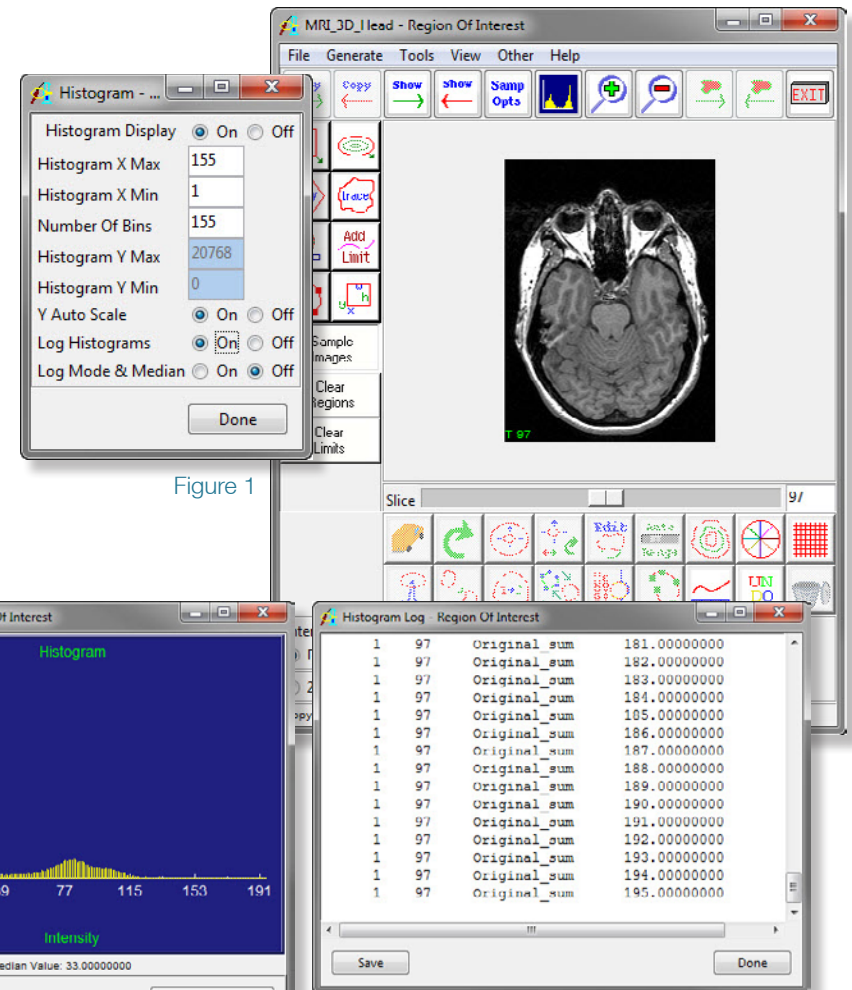 MRI_3D_Head - Region Of Interest
File Generate Tools View Other Help
Copy Show Show Samp Opts EXIT
Histogram - ...
Histogram Display On Off
Histogram X Max 155
Histogram X Min 1
Number Of Bins 155
Histogram Y Max 20768
Histogram Y Min 0
Y Auto Scale On Off
Log Histograms On Off
Log Mode & Median On Off
Done
Figure 1
trace
Add Limit
y x w h
Clear
Clear
T 97
Slice 97
Edit
UN
DO
Of Interest
Histogram
77 115 153 191
Intensity
Value: 33.00000000
Histogram Log - Region Of Interest
1 97 Original_sum 181.00000000
1 97 Original_sum 182.00000000
1 97 Original_sum 183.00000000
1 97 Original_sum 184.00000000
1 97 Original_sum 185.00000000
1 97 Original_sum 186.00000000
1 97 Original_sum 187.00000000
1 97 Original_sum 188.00000000
1 97 Original_sum 189.00000000
1 97 Original_sum 190.00000000
1 97 Original_sum 191.00000000
1 97 Original_sum 192.00000000
1 97 Original_sum 193.00000000
1 97 Original_sum 194.00000000
1 97 Original_sum 195.00000000
Save Done